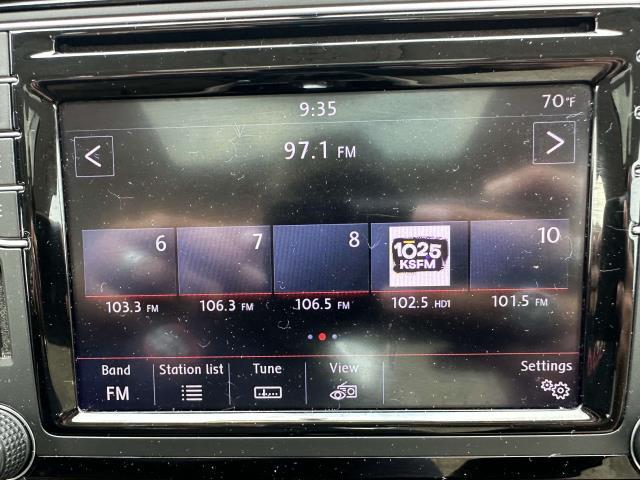 9:35
70°F
<
97.1 FM
>
6
7
8
1025
KSFM
10
103.3 FM
106.3 FM
106.5 FM
102.5 .HD1
101.5 FM
Band
Station list
Tune
View
Settings
FM